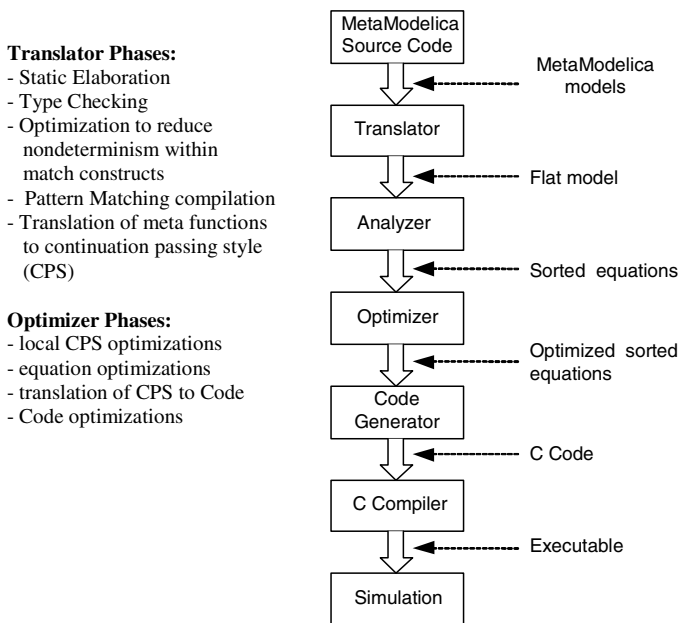 Translator Phases:
- Static Elaboration
- Type Checking
- Optimization to reduce
nondeterminism within
match constructs
- Pattern Matching compilation
- Translation of meta functions
to continuation passing style
(CPS)
Optimizer Phases:
- local CPS optimizations
- equation optimizations
- translation of CPS to Code
- Code optimizations
MetaModelica
Source Code
MetaModelica
models
Translator
Flat model
Analyzer
Sorted equations
Optimizer
Optimized sorted
equations
Code
Generator
C Code
C Compiler
Executable
Simulation